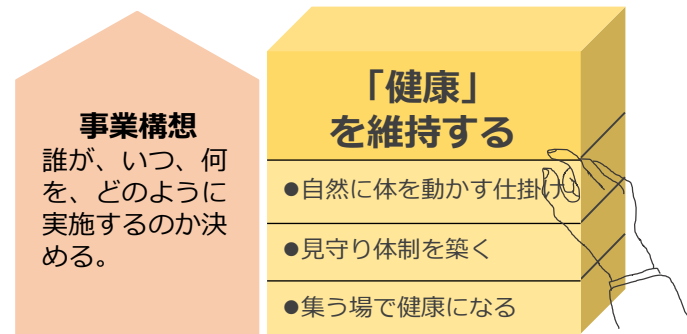 事業構想
誰が、いつ、何
を、どのように
実施するのか決
める。
「健康」
を維持する
●自然に体を動かす仕掛け
●見守り体制を築く
●集う場で健康になる